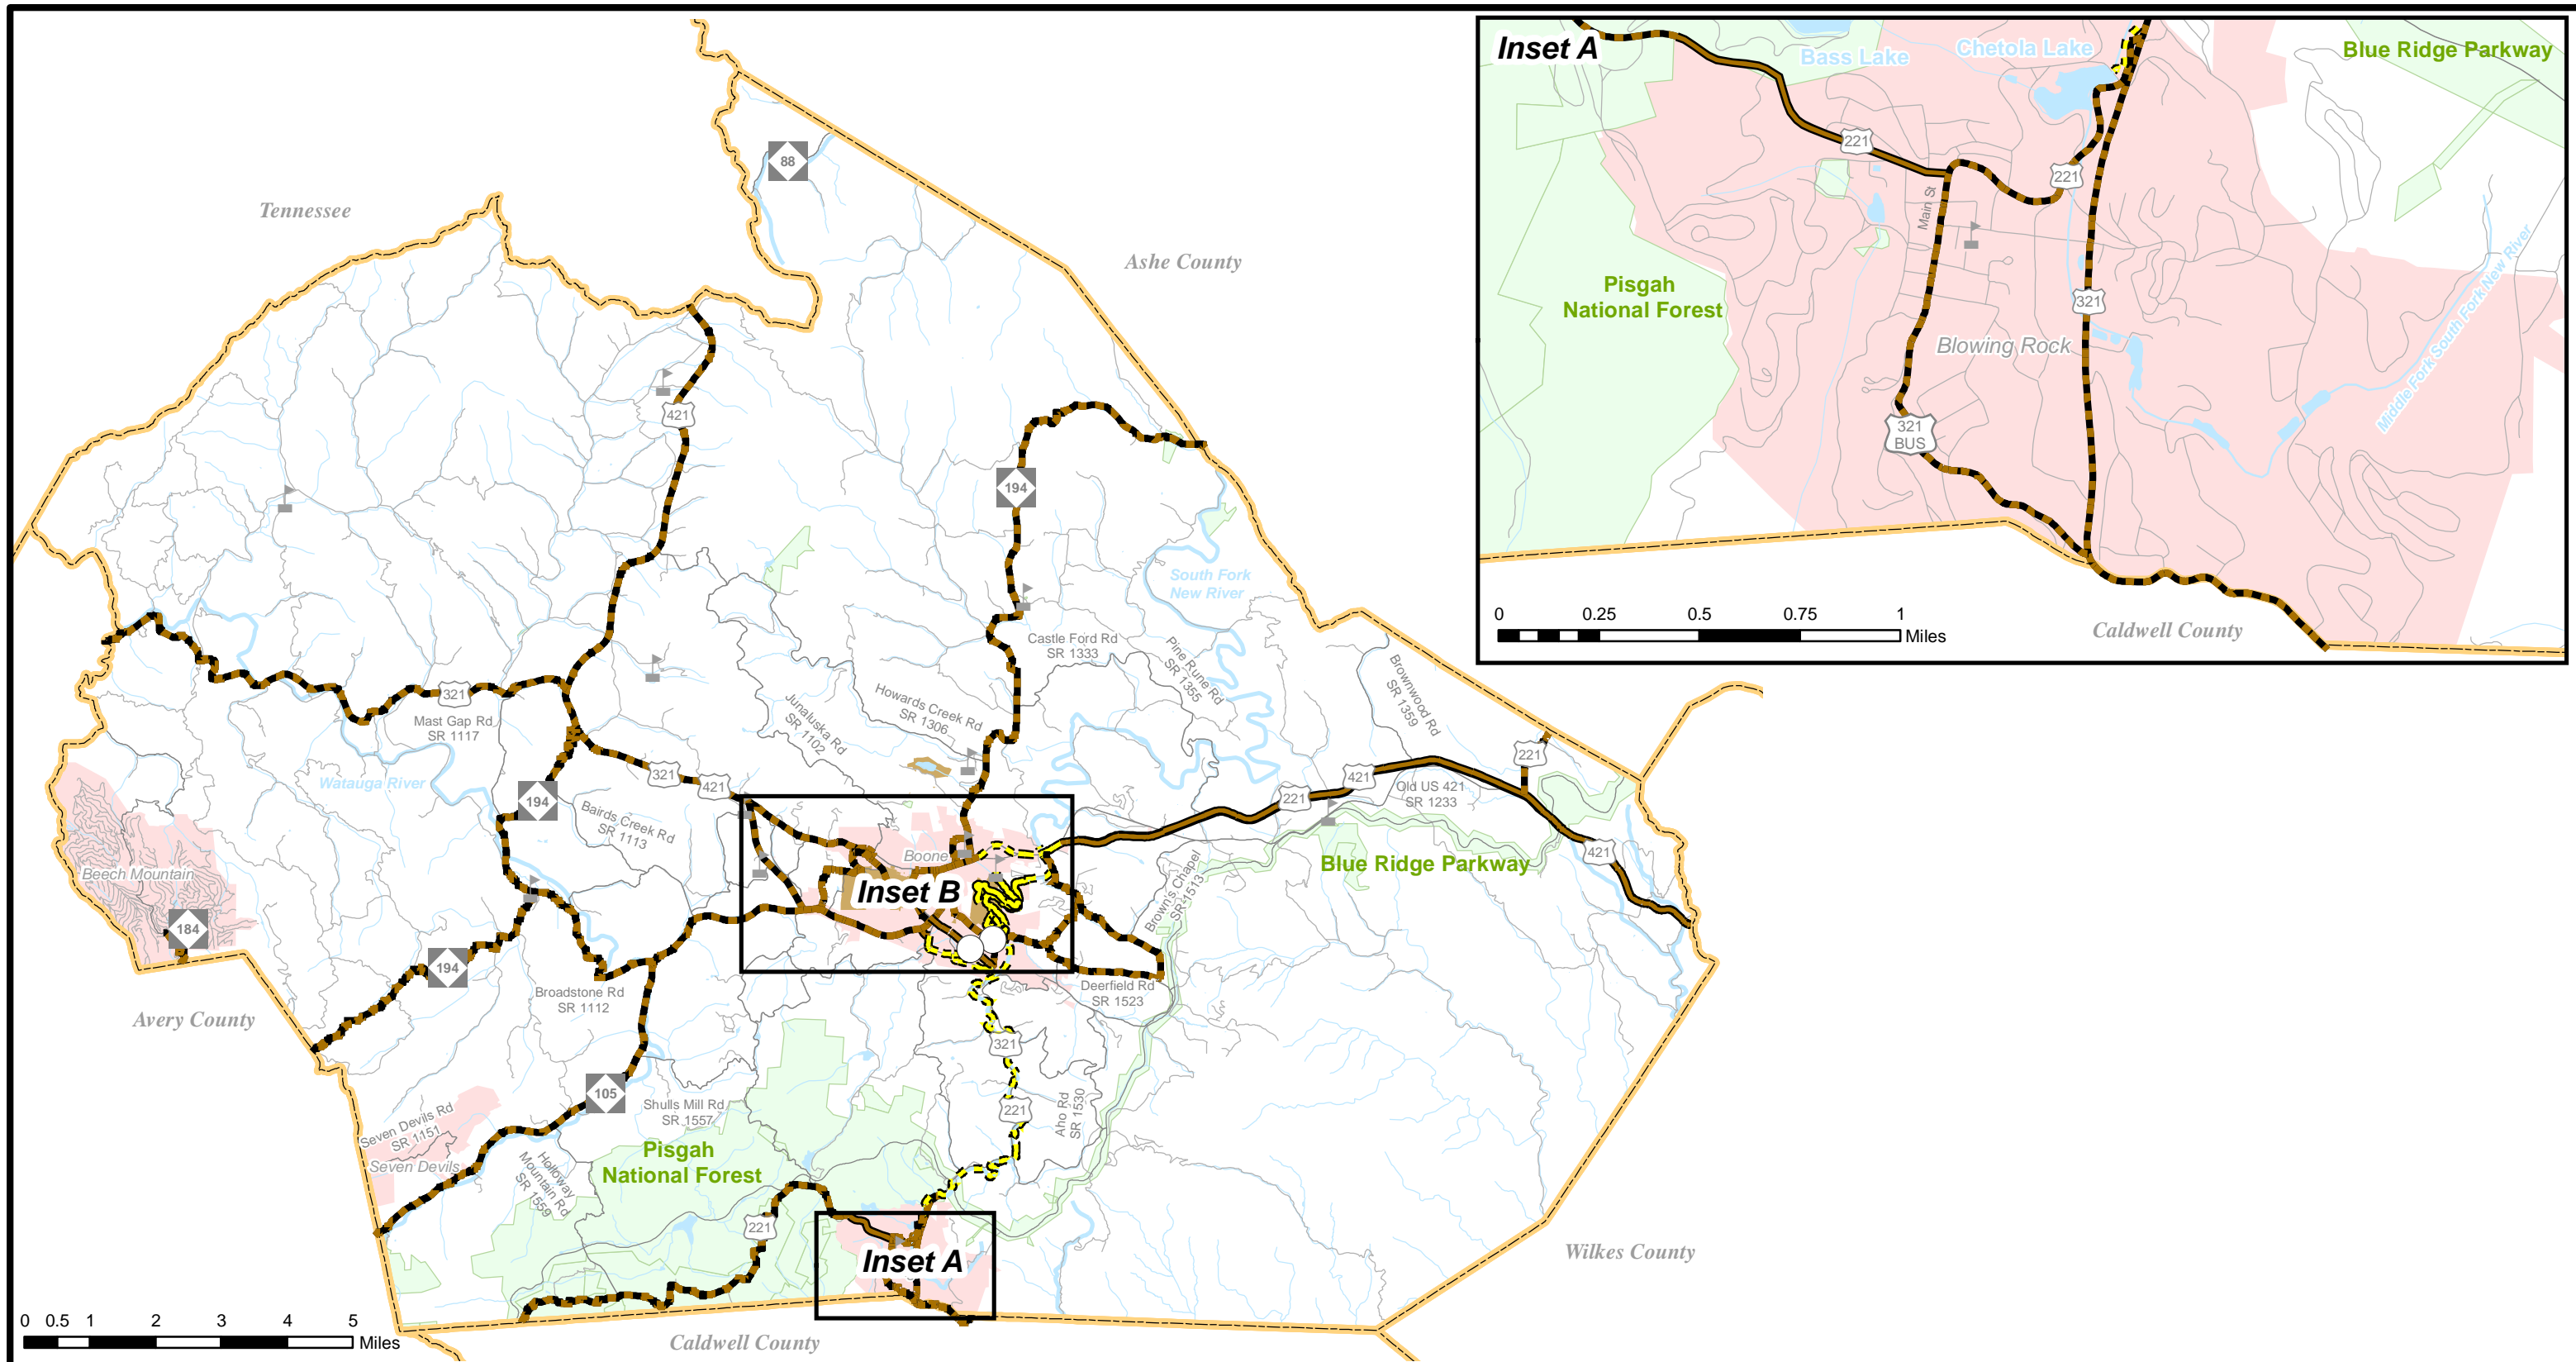 Inset A
Bass Lake
Chetola Lake
Blue Ridge Parkway
221
221
Main St
Pisgah
National Forest
321
Blowing Rock
321
BUS
Middle Fork South Fork New River
0 0.25 0.5 0.75 1
Miles
Caldwell County
88
Tennessee
Ashe County
421
194
South Fork
New River
Castle Ford Rd
SR 1333
Pine Rune Rd
SR 1355
Brownwood Rd
SR 1359
Howards Creek Rd
SR 1306
Junaluska Rd
SR 1102
321
Mast Gap Rd
SR 1117
Watauga River
321
421
194
Bairds Creek Rd
SR 1113
221
421
221
Old US 421
SR 1233
421
Blue Ridge Parkway
Boone
Inset B
Beech Mountain
184
194
Brown's Chapel
SR 1513
Broadstone Rd
SR 1112
Deerfield Rd
SR 1523
Avery County
321
105
221
Aho Rd
SR 1530
Shulls Mill Rd
SR 1557
Seven Devils Rd
SR 1151
Seven Devils
Holloway
Mountain Rd
SR 1559
Pisgah
National Forest
221
Inset A
Wilkes County
0 0.5 1 2 3 4 5
Miles
Caldwell County